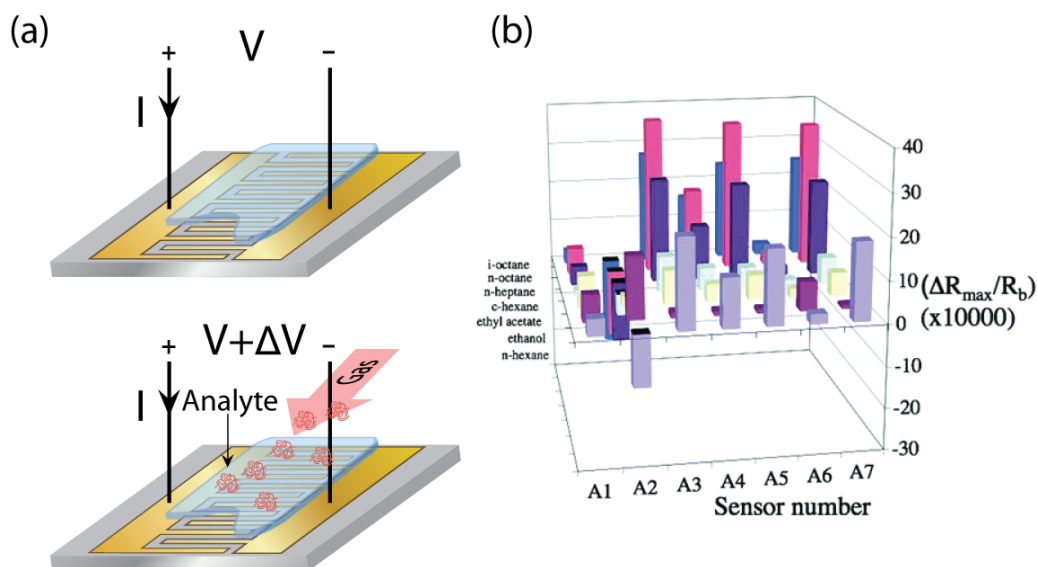 (a)
+ V −
I
+ V+ΔV −
Gas
I
Analyte
(b)
40
30
20
10
0
-10
-20
-30
(ΔRmax/Rb)
(x10000)
i-octane
n-octane
n-heptane
c-hexane
ethyl acetate
ethanol
n-hexane
A1 A2 A3 A4 A5 A6 A7
Sensor number